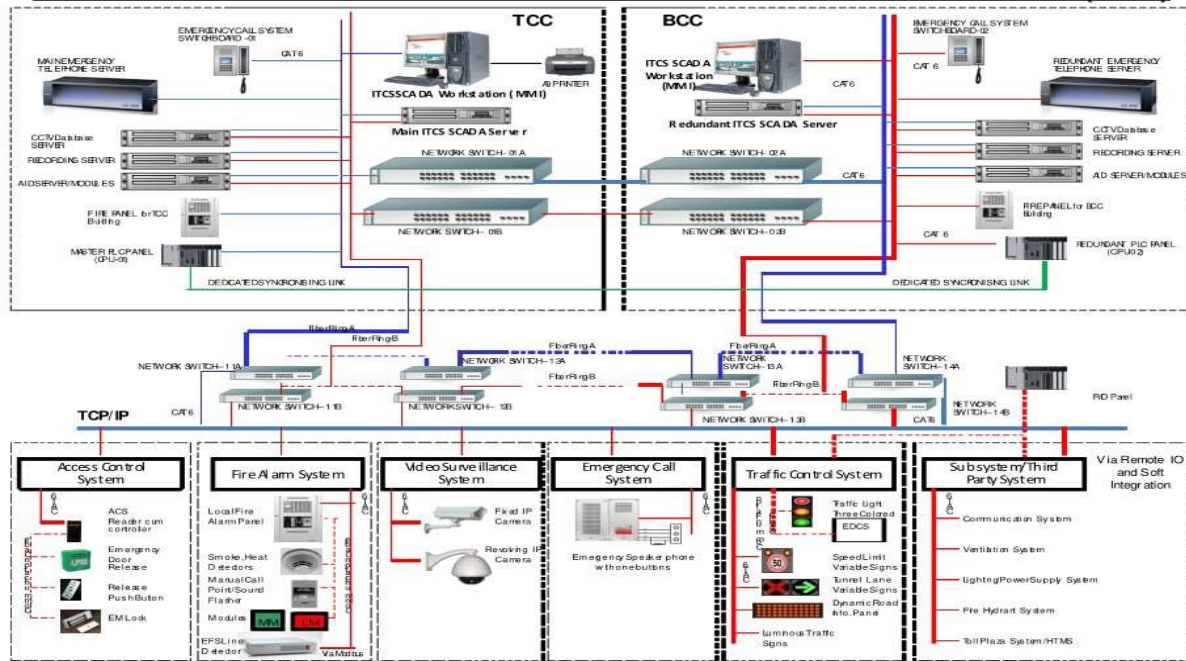 TCC
EMERGENCY CALL SYSTEM
SWITCHBOARD -01
CAT6
MAIN EMERGENCY
TELEPHONE SERVER
ITCSSCADA Workstation (MMI)
A3 PRINTER
Main ITCS SCADA Server
CCTV Database
SERVER
RECORDING SERVER
AID SERVER/MODULES
NETWORK SWITCH-01A
NETWORK SWITCH-01B
FIRE PANEL for TCC
Building
MASTER PLC PANEL
(CPU-01)
DEDICATED SYNCRONISING LINK
BCC
EMERGENCY CALL SYSTEM
SWITCHBOARD-02
CAT 6
ITCS SCADA
Workstation
(MMI)
CAT 6
REDUNDANT EMERGENCY
TELEPHONE SERVER
Redundant ITCS SCADA Server
CCTV Database
SERVER
RECORDING SERVER
AID SERVER/MODULES
NETWORK SWITCH-02A
CAT 6
NETWORK SWITCH-02B
FIRE PANEL for BCC
Building
CAT 6
REDUNDANT PLC PANEL
(CPU02)
DEDICATED SYNCRONISING LINK
Fiber Ring-A
Fiber Ring-B
Fiber Ring-A
Fiber Ring-A
NETWORK SWITCH-11A
NETWORK SWITCH-12A
NETWORK
SWITCH-13A
NETWORK
SWITCH-14A
Fiber Ring-B
Fiber Ring-B
NETWORK SWITCH-11B
NETWORK SWITCH-12B
NETWORK SWITCH-13B
NETWORK
SWITCH-14B
RIO Panel
TCP/IP
CAT6
CAT6
Access Control
System
Fire Alarm System
Video Surveillance
System
Emergency Call
System
Traffic Control System
Subsystem/Third
Party System
Via Remote IO
and Soft
Integration
ACS
Reader cum
controller
Emergency
Door
Release
Release
Push Button
EM Lock
Local Fire
Alarm Panel
Smoke, Heat
Detectors
Manual Call
Point/Sound
Flasher
Modules
MM
CM
EFS Line
Detector
Via Modbus
Fixed IP
Camera
Revolving IP
Camera
Emergency Speaker phone
with one buttons
Traffic Light
Three Colored
EDCS
50
Speed Limit
Variable Signs
Tunnel Lane
Variable Signs
Dynamic Road
Info. Panel
Luminous Traffic
Signs
Communication System
Ventilation System
Lighting Power Supply System
Fire Hydrant System
Toll Plaza System/HTMS